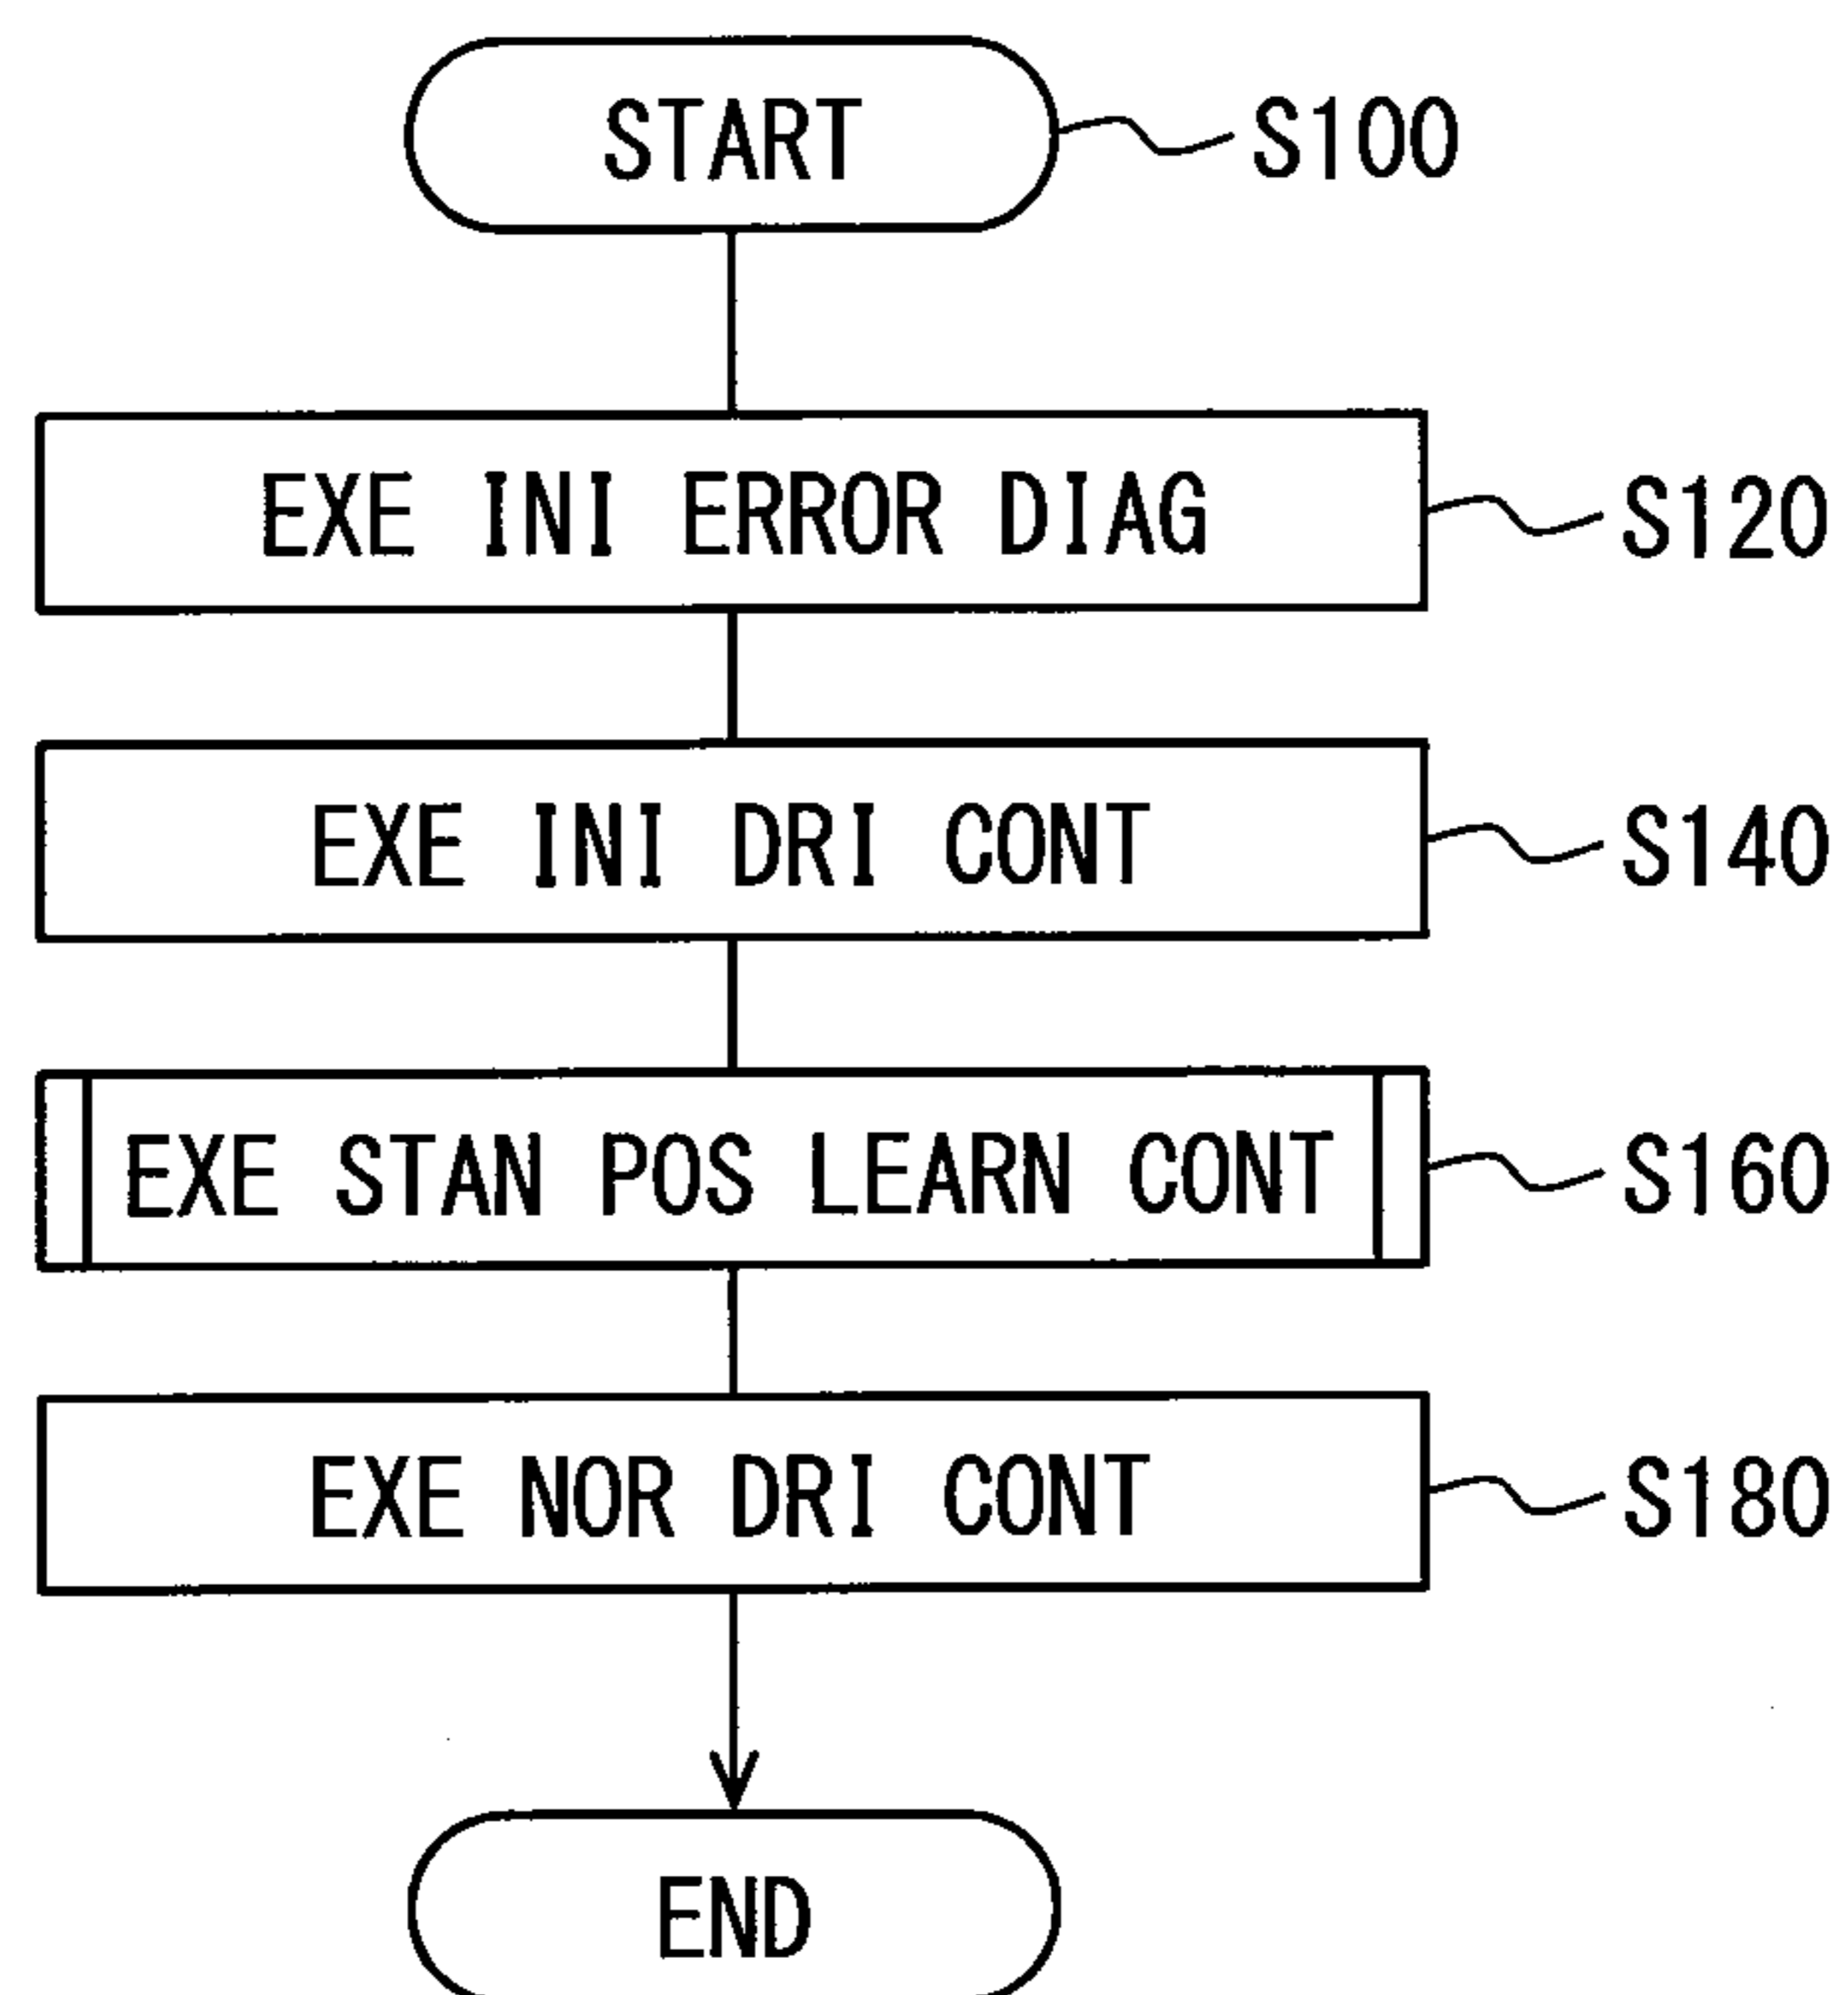 START S100
EXE INI ERROR DIAG S120
EXE INI DRI CONT S140
EXE STAN POS LEARN CONT S160
EXE NOR DRI CONT S180
END